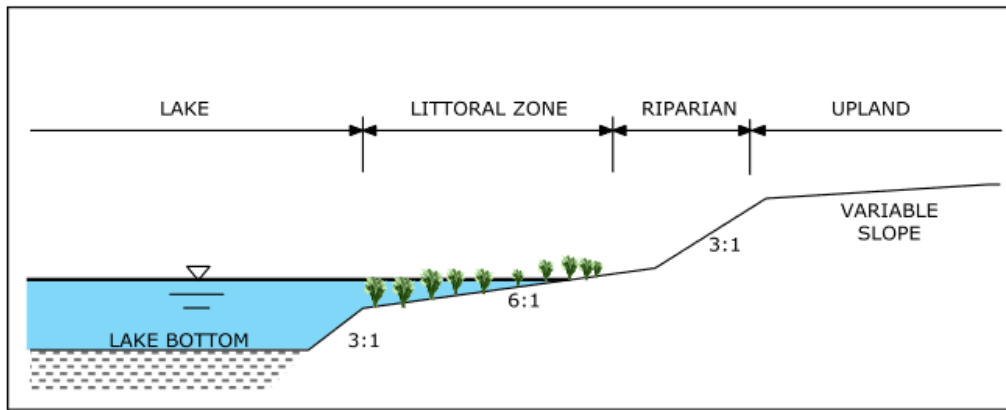 LAKE
LITTORAL ZONE
RIPARIAN
UPLAND
VARIABLE
SLOPE
3:1
6:1
LAKE BOTTOM
3:1